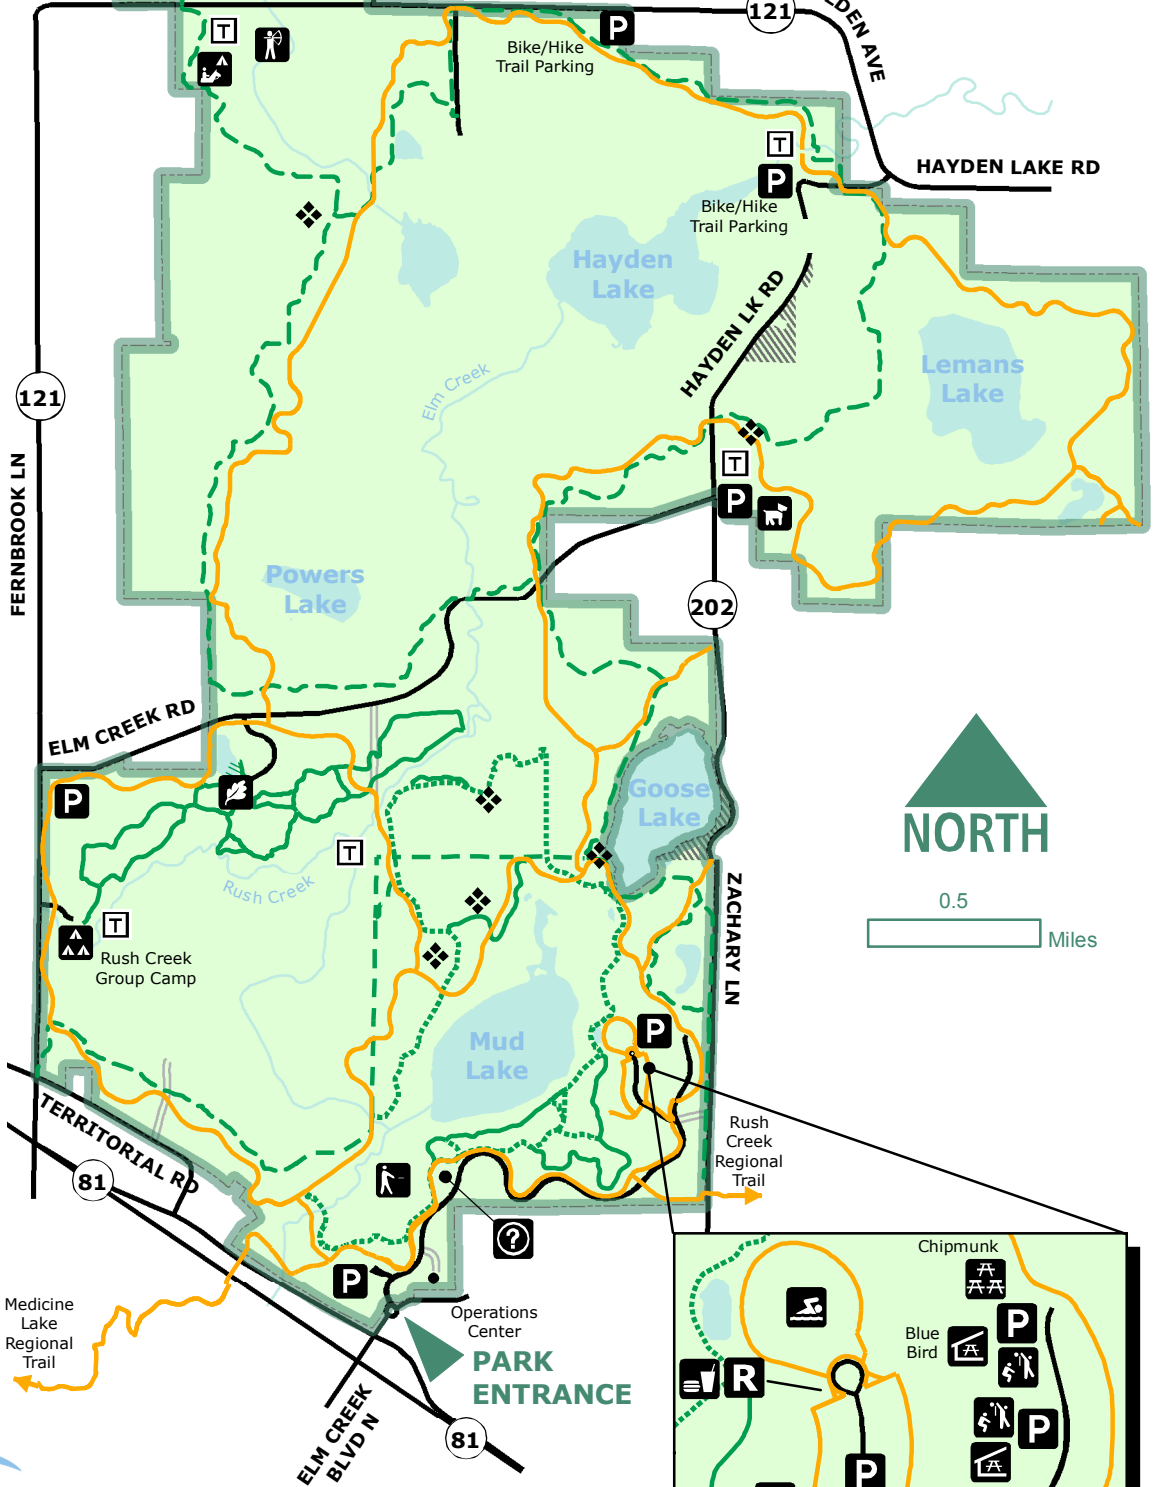 121
DEN AVE
T
P
Bike/Hike
Trail Parking
T
HAYDEN LAKE RD
P
Bike/Hike
Trail Parking
Hayden
Lake
HAYDEN LK RD
Lemans
Lake
Elm Creek
121
FERNBROOK LN
T
P
Powers
Lake
202
ELM CREEK RD
P
Goose
Lake
NORTH
T
Rush Creek
ZACHARY LN
0.5
Miles
T
Rush Creek
Group Camp
P
Mud
Lake
TERRITORIAL RD
81
Rush
Creek
Regional
Trail
?
P
Medicine
Lake
Regional
Trail
Operations
Center
PARK
ENTRANCE
ELM CREEK
BLVD N
81
Chipmunk
P
Blue
Bird
R
P
P